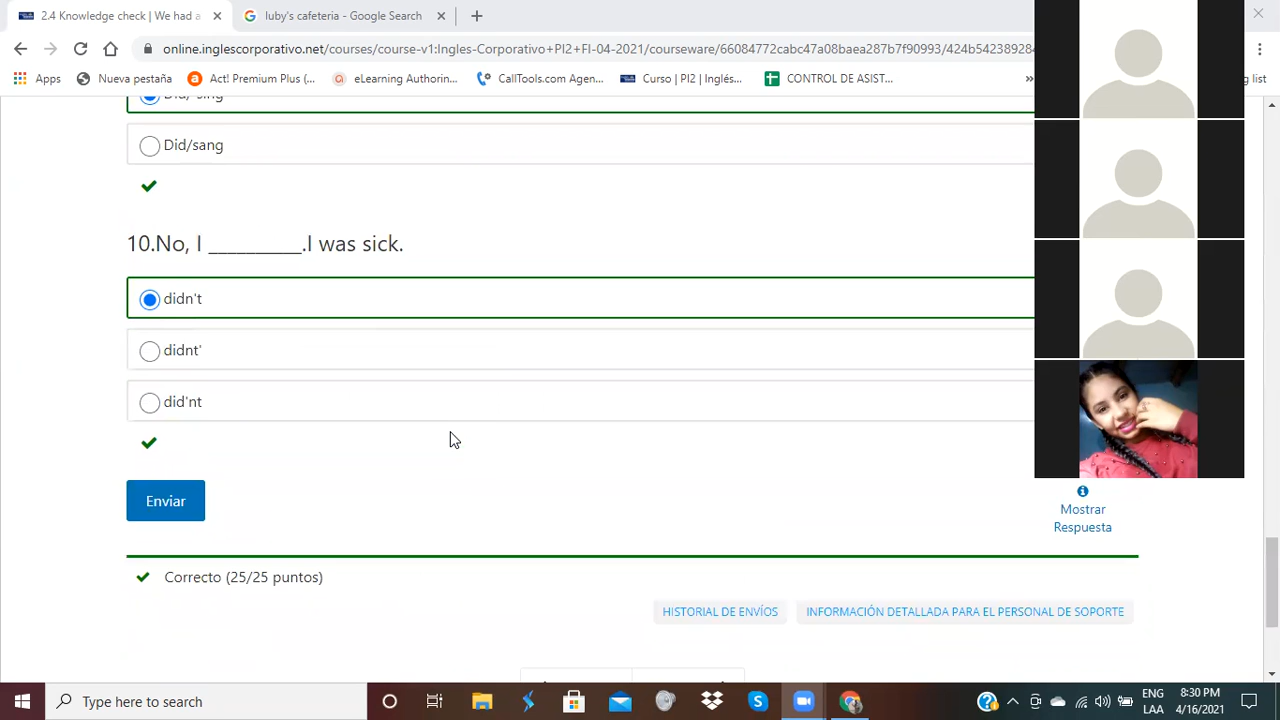 2.4 Knowledge check | We had a
luby's cafeteria - Google Search
online.inglescorporativo.net/courses/course-v1:Ingles-Corporativo+PI2+FI-04-2021/courseware/66084772cabc47a08baea287b7f90993/424b54238928
Apps
Nueva pestaña
Act! Premium Plus (...
eLearning Authorin...
CallTools.com Agen...
Curso | PI2 | Inglés...
CONTROL DE ASIST...
»
g list
Did/ sing
Did/sang
10.No, I __________.I was sick.
didn't
didnt'
did'nt
Enviar
Mostrar
Respuesta
Correcto (25/25 puntos)
HISTORIAL DE ENVÍOS
INFORMACIÓN DETALLADA PARA EL PERSONAL DE SOPORTE
Type here to search
ENG
LAA
8:30 PM
4/16/2021